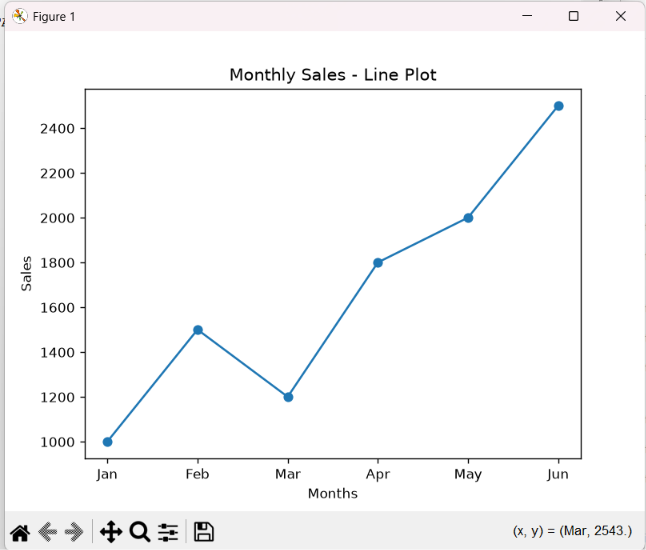 Figure 1
Monthly Sales - Line Plot
2400
2200
2000
1800
1600
1400
1200
1000
Sales
Jan Feb Mar Apr May Jun
Months
(x, y) = (Mar, 2543.)